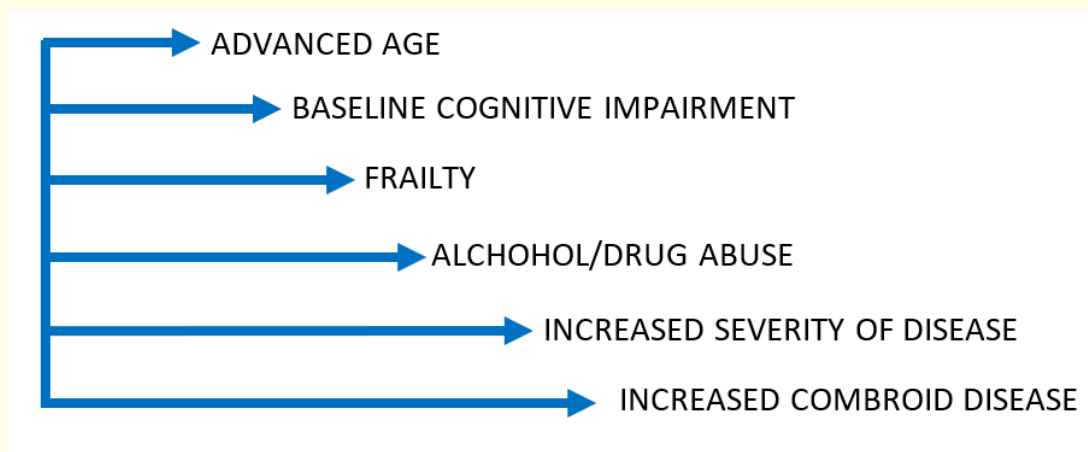 ADVANCED AGE
BASELINE COGNITIVE IMPAIRMENT
FRAILTY
ALCHOHOL/DRUG ABUSE
INCREASED SEVERITY OF DISEASE
INCREASED COMBROID DISEASE